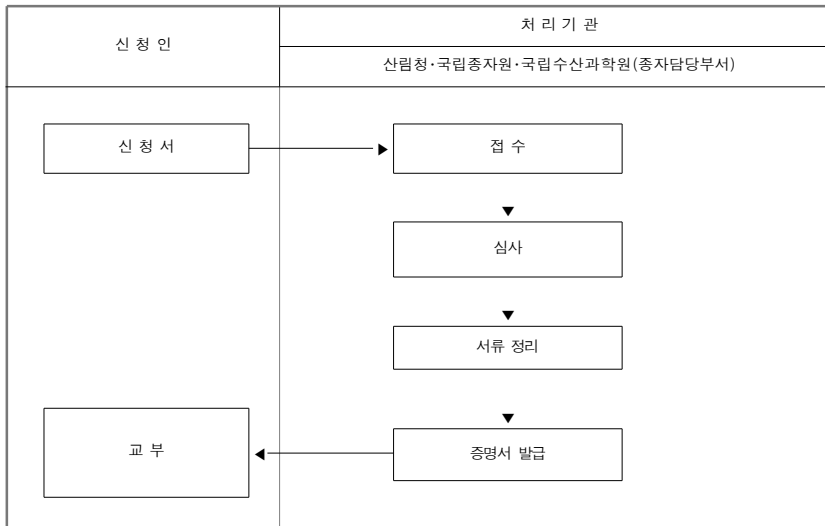 신 청 인
처 리 기 관
산림청·국립종자원·국립수산과학원(종자담당부서)
신 청 서
접 수
심사
서류 정리
교 부
증명서 발급